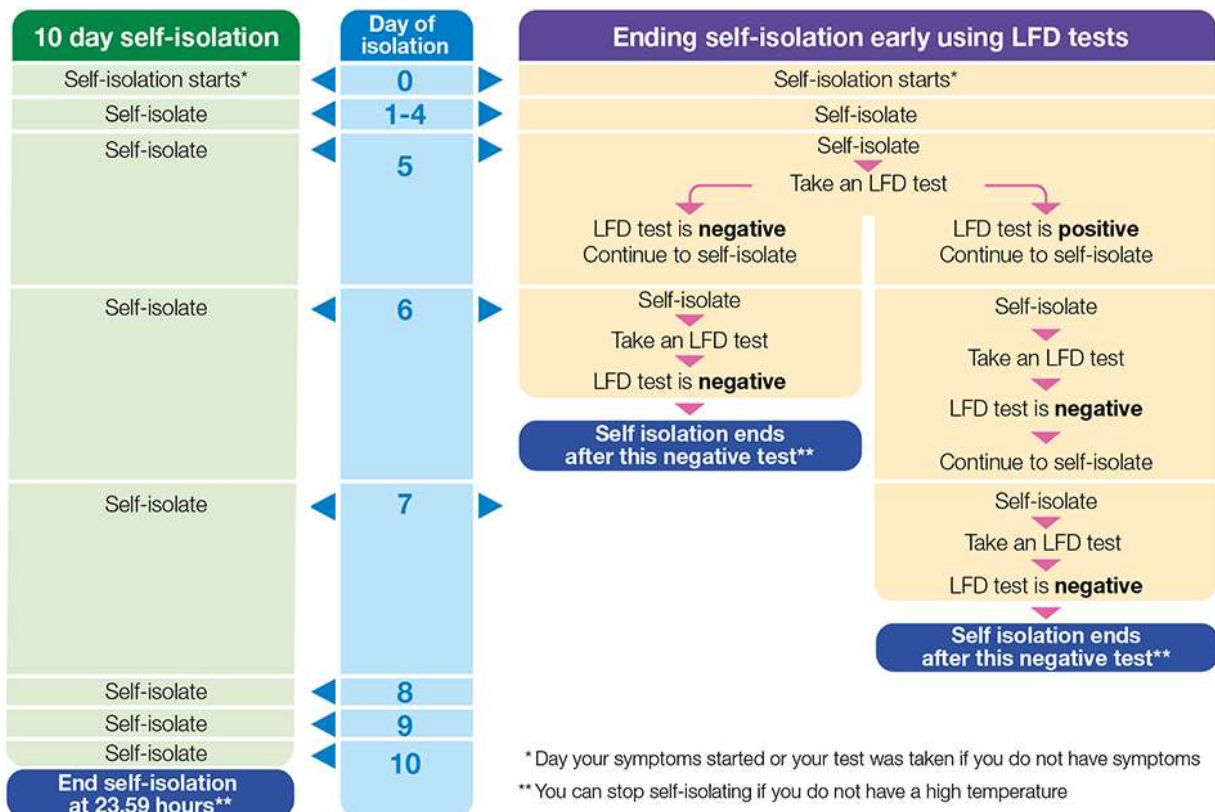 10 day self-isolation
Day of
isolation
Ending self-isolation early using LFD tests
Self-isolation starts*
0
Self-isolation starts*
Self-isolate
1-4
Self-isolate
Self-isolate
5
Self-isolate
Take an LFD test
LFD test is negative
Continue to self-isolate
LFD test is positive
Continue to self-isolate
Self-isolate
6
Self-isolate
Take an LFD test
LFD test is negative
Self isolation ends
after this negative test**
Self-isolate
Take an LFD test
LFD test is negative
Continue to self-isolate
Self-isolate
7
Self-isolate
Take an LFD test
LFD test is negative
Self isolation ends
after this negative test**
Self-isolate
8
Self-isolate
9
Self-isolate
10
End self-isolation
at 23.59 hours**
* Day your symptoms started or your test was taken if you do not have symptoms
** You can stop self-isolating if you do not have a high temperature